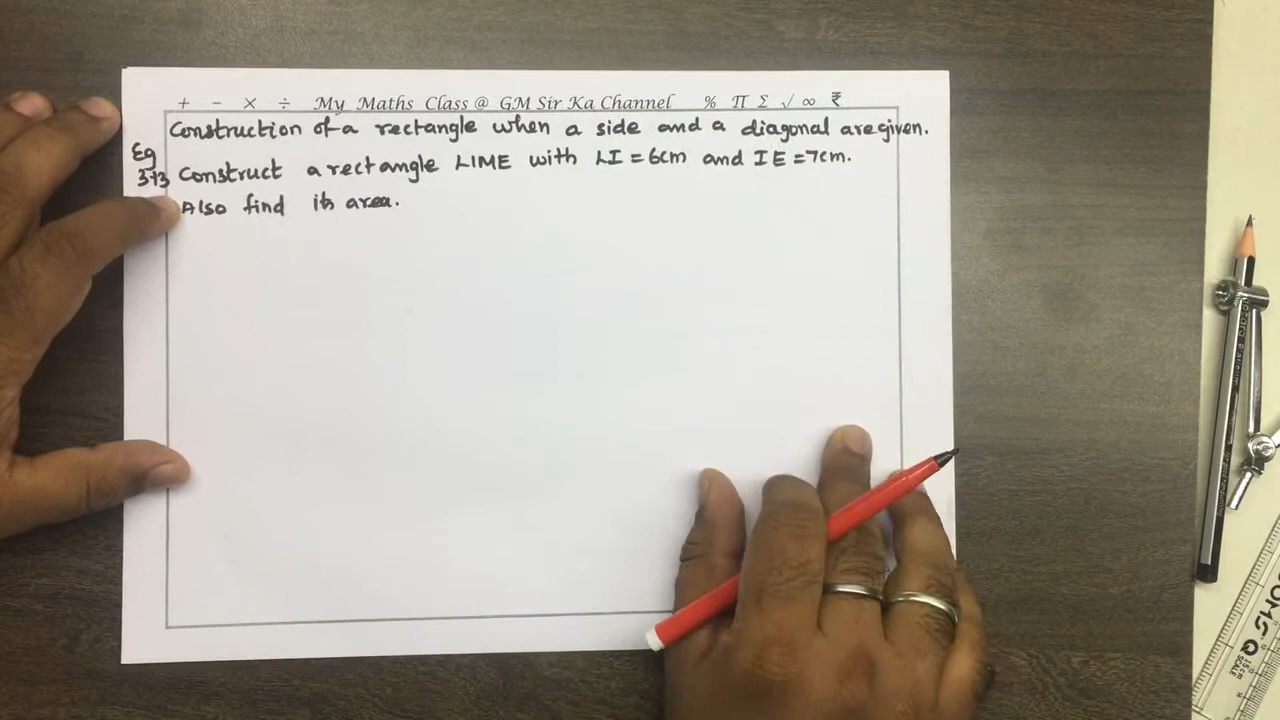 + - × ÷ My Maths Class @ GM Sir Ka Channel % Π Σ √ ∞ ₹
Construction of a rectangle when a side and a diagonal are given.
Eg
3.13 Construct a rectangle LIME with LI = 6cm and IE = 7cm.
Also find its area.